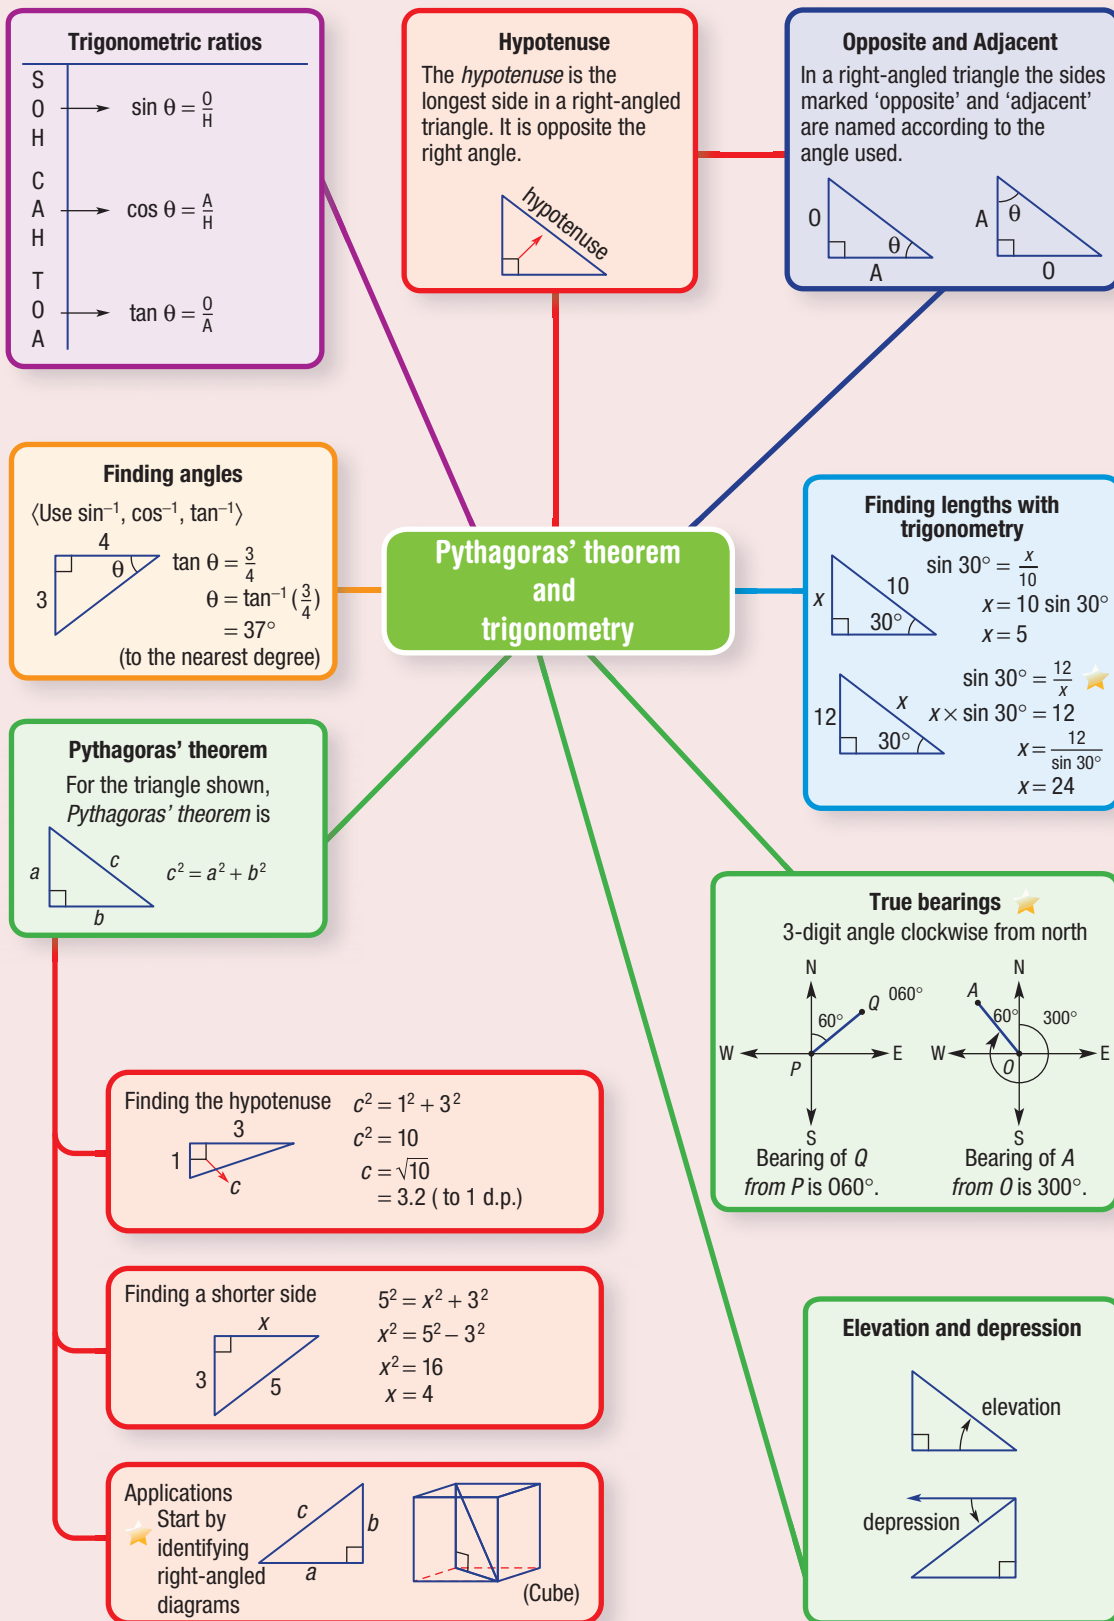 Trigonometric ratios
S
O
H
sin θ = O/H
C
A
H
cos θ = A/H
T
O
A
tan θ = O/A
Hypotenuse
The hypotenuse is the
longest side in a right-angled
triangle. It is opposite the
right angle.
hypotenuse
Opposite and Adjacent
In a right-angled triangle the sides
marked ‘opposite’ and ‘adjacent’
are named according to the
angle used.
O
θ
A
A
θ
O
Finding angles
⟨Use sin⁻¹, cos⁻¹, tan⁻¹⟩
4
θ
3
tan θ = 3/4
θ = tan⁻¹ (3/4)
= 37°
(to the nearest degree)
Pythagoras’ theorem
and
trigonometry
Finding lengths with
trigonometry
x
10
30°
sin 30° = x/10
x = 10 sin 30°
x = 5
12
x
30°
sin 30° = 12/x
x × sin 30° = 12
x = 12/sin 30°
x = 24
Pythagoras’ theorem
For the triangle shown,
Pythagoras’ theorem is
a
c
b
c² = a² + b²
True bearings
3-digit angle clockwise from north
N
Q 060°
60°
W
E
P
S
Bearing of Q
from P is 060°.
N
A
60°
300°
W
E
O
S
Bearing of A
from O is 300°.
Finding the hypotenuse
3
1
c
c² = 1² + 3²
c² = 10
c = √10
= 3.2 ( to 1 d.p.)
Finding a shorter side
x
3
5
5² = x² + 3²
x² = 5² − 3²
x² = 16
x = 4
Elevation and depression
elevation
depression
Applications
Start by
identifying
right-angled
diagrams
c
b
a
(Cube)